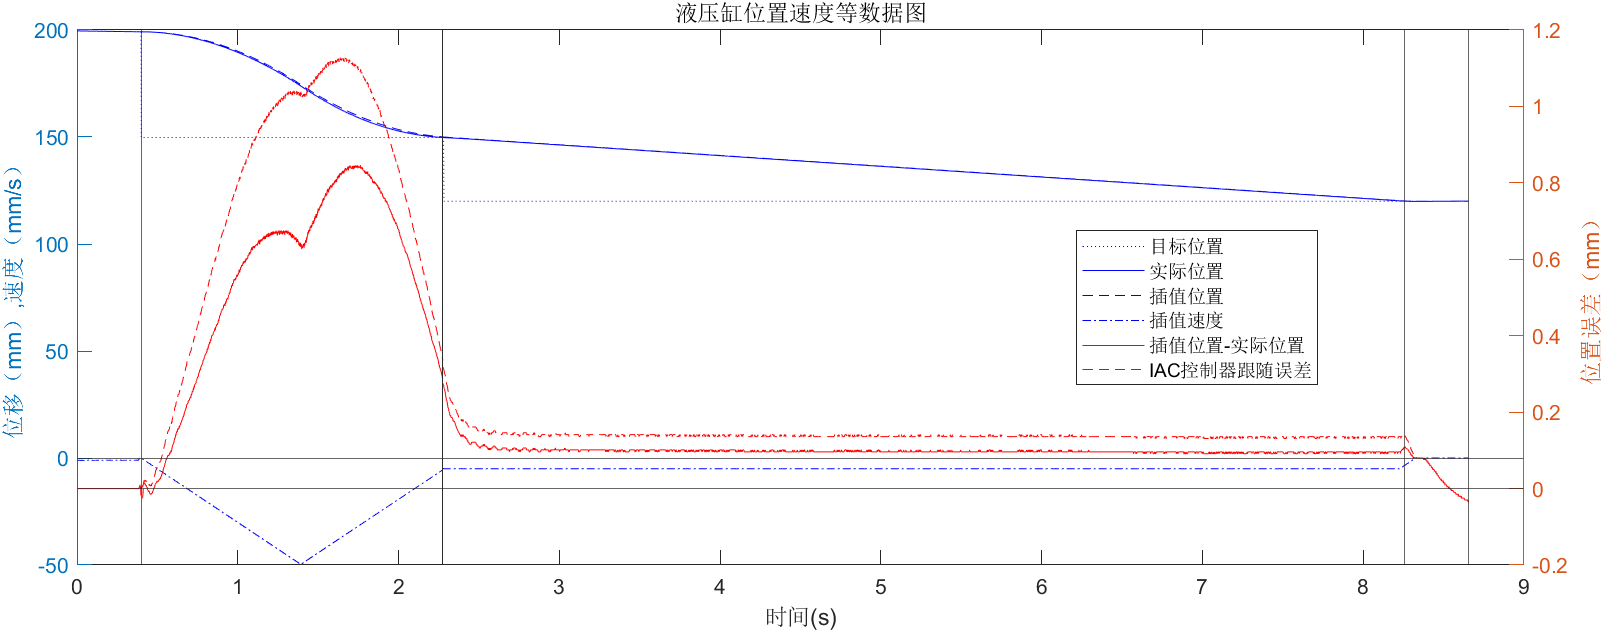 液压缸位置速度等数据图
200
150
100
50
0
-50
位移（mm）,速度（mm/s）
1.2
1
0.8
0.6
0.4
0.2
0
-0.2
位置误差（mm）
目标位置
实际位置
插值位置
插值速度
插值位置-实际位置
IAC控制器跟随误差
0 1 2 3 4 5 6 7 8 9
时间(s)